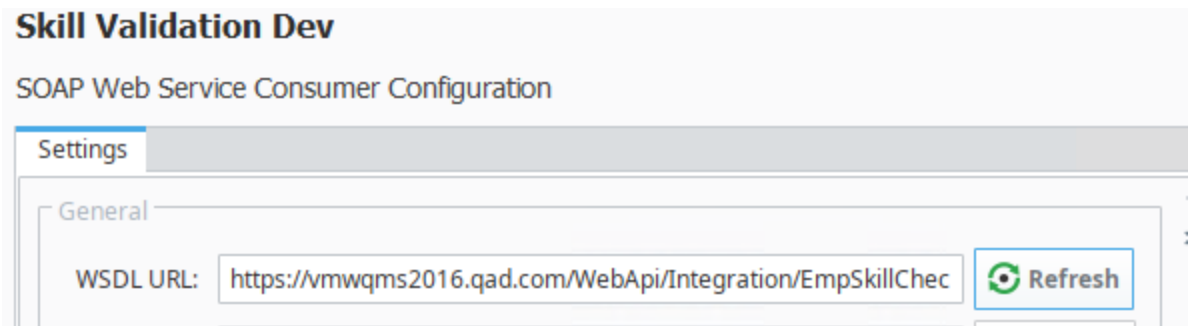 Skill Validation Dev
SOAP Web Service Consumer Configuration
Settings
General
WSDL URL: https://vmwqms2016.qad.com/WebApi/Integration/EmpSkillChec Refresh